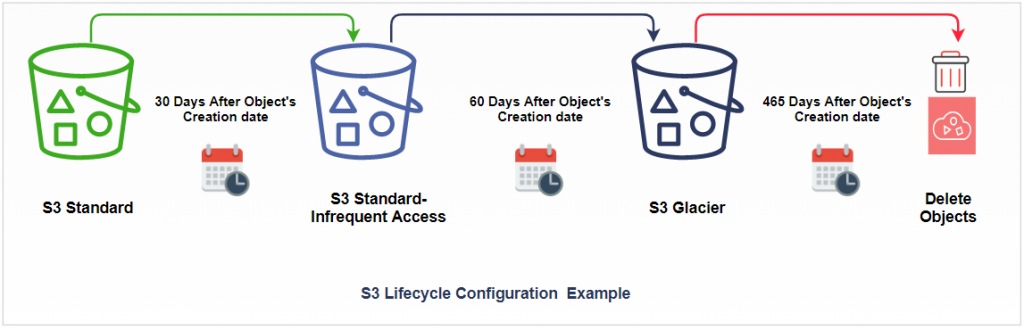 30 Days After Object's
Creation date
60 Days After Object's
Creation date
465 Days After Object's
Creation date
S3 Standard
S3 Standard-
Infrequent Access
S3 Glacier
Delete
Objects
S3 Lifecycle Configuration Example